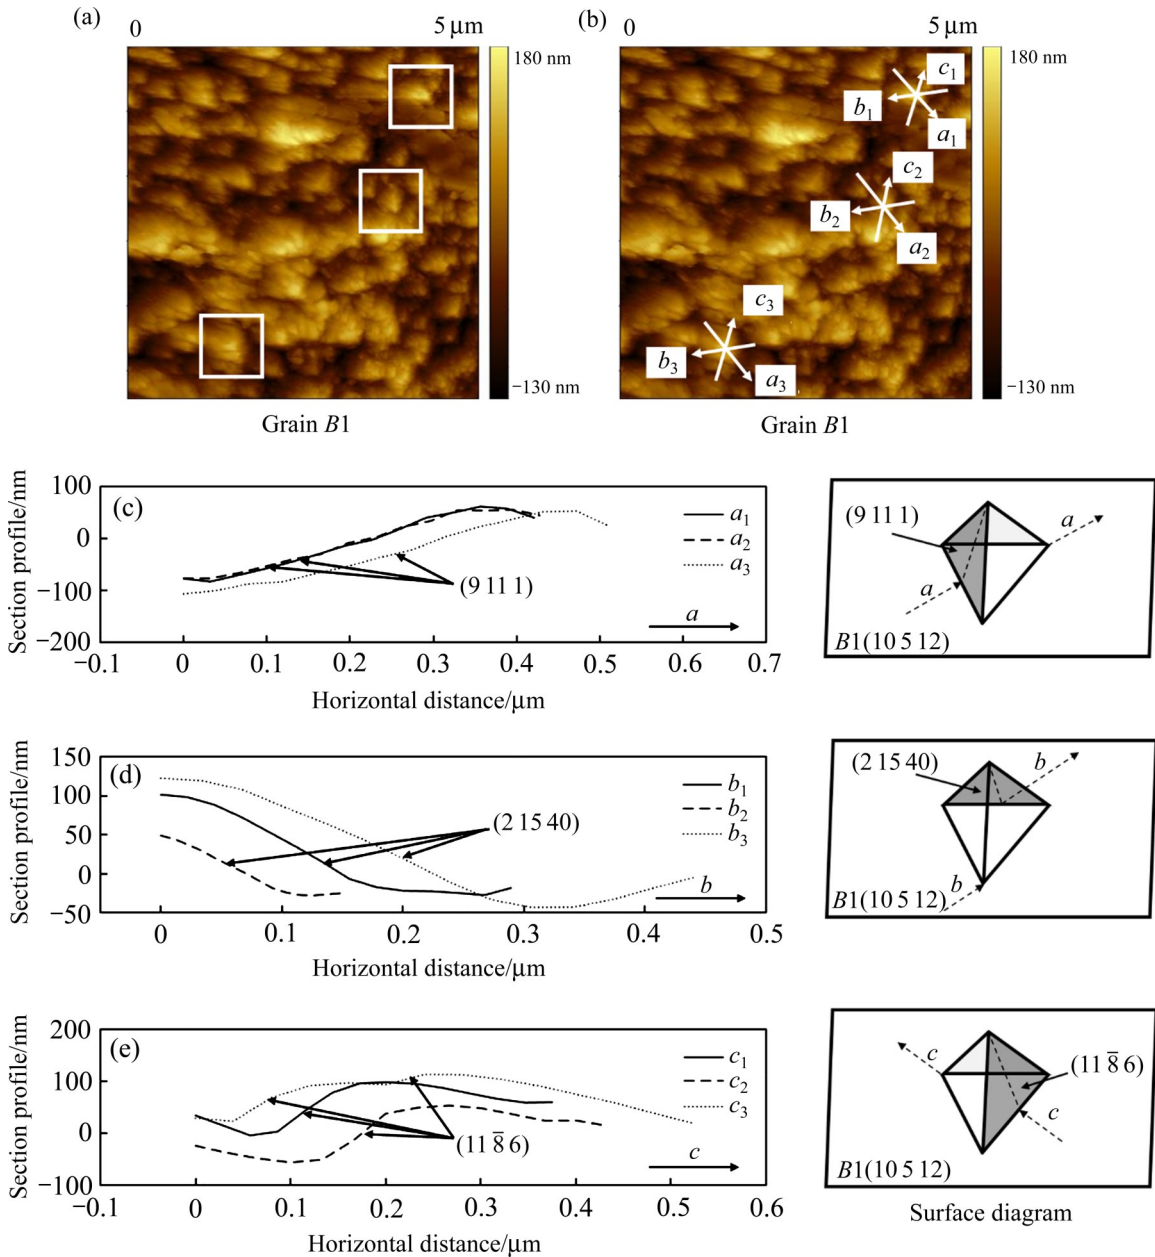 (a) 0 5 μm
180 nm
−130 nm
Grain B1
(b) 0 5 μm
180 nm
−130 nm
c₁
b₁
a₁
c₂
b₂
a₂
c₃
b₃
a₃
Grain B1
(c)
Section profile/nm
100
0
−100
−200
−0.1 0 0.1 0.2 0.3 0.4 0.5 0.6 0.7
Horizontal distance/μm
a₁
a₂
a₃
(9 11 1)
a
(9 11 1)
a
a
B1(10 5 12)
(d)
Section profile/nm
150
100
50
0
−50
0 0.1 0.2 0.3 0.4 0.5
Horizontal distance/μm
b₁
b₂
b₃
(2 15 40)
b
(2 15 40)
b
b
B1(10 5 12)
(e)
Section profile/nm
200
100
0
−100
0 0.1 0.2 0.3 0.4 0.5 0.6
Horizontal distance/μm
c₁
c₂
c₃
(11 8̅ 6)
c
c
(11 8̅ 6)
c
B1(10 5 12)
Surface diagram